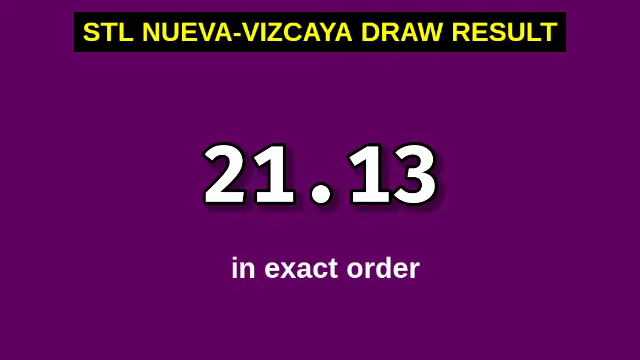 STL NUEVA-VIZCAYA DRAW RESULT
21.13
in exact order